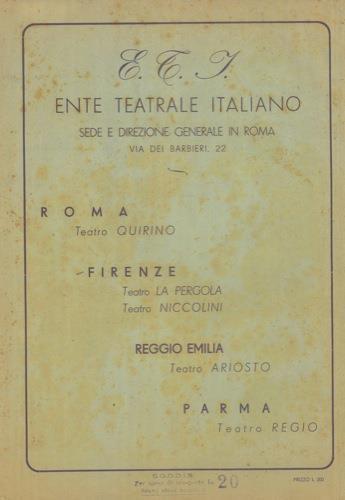 E. T. I.
ENTE TEATRALE ITALIANO
SEDE E DIREZIONE GENERALE IN ROMA
VIA DEI BARBIERI, 22
ROMA
Teatro QUIRINO
FIRENZE
Teatro LA PERGOLA
Teatro NICCOLINI
REGGIO EMILIA
Teatro ARIOSTO
PARMA
Teatro REGIO
20
PREZZO L.